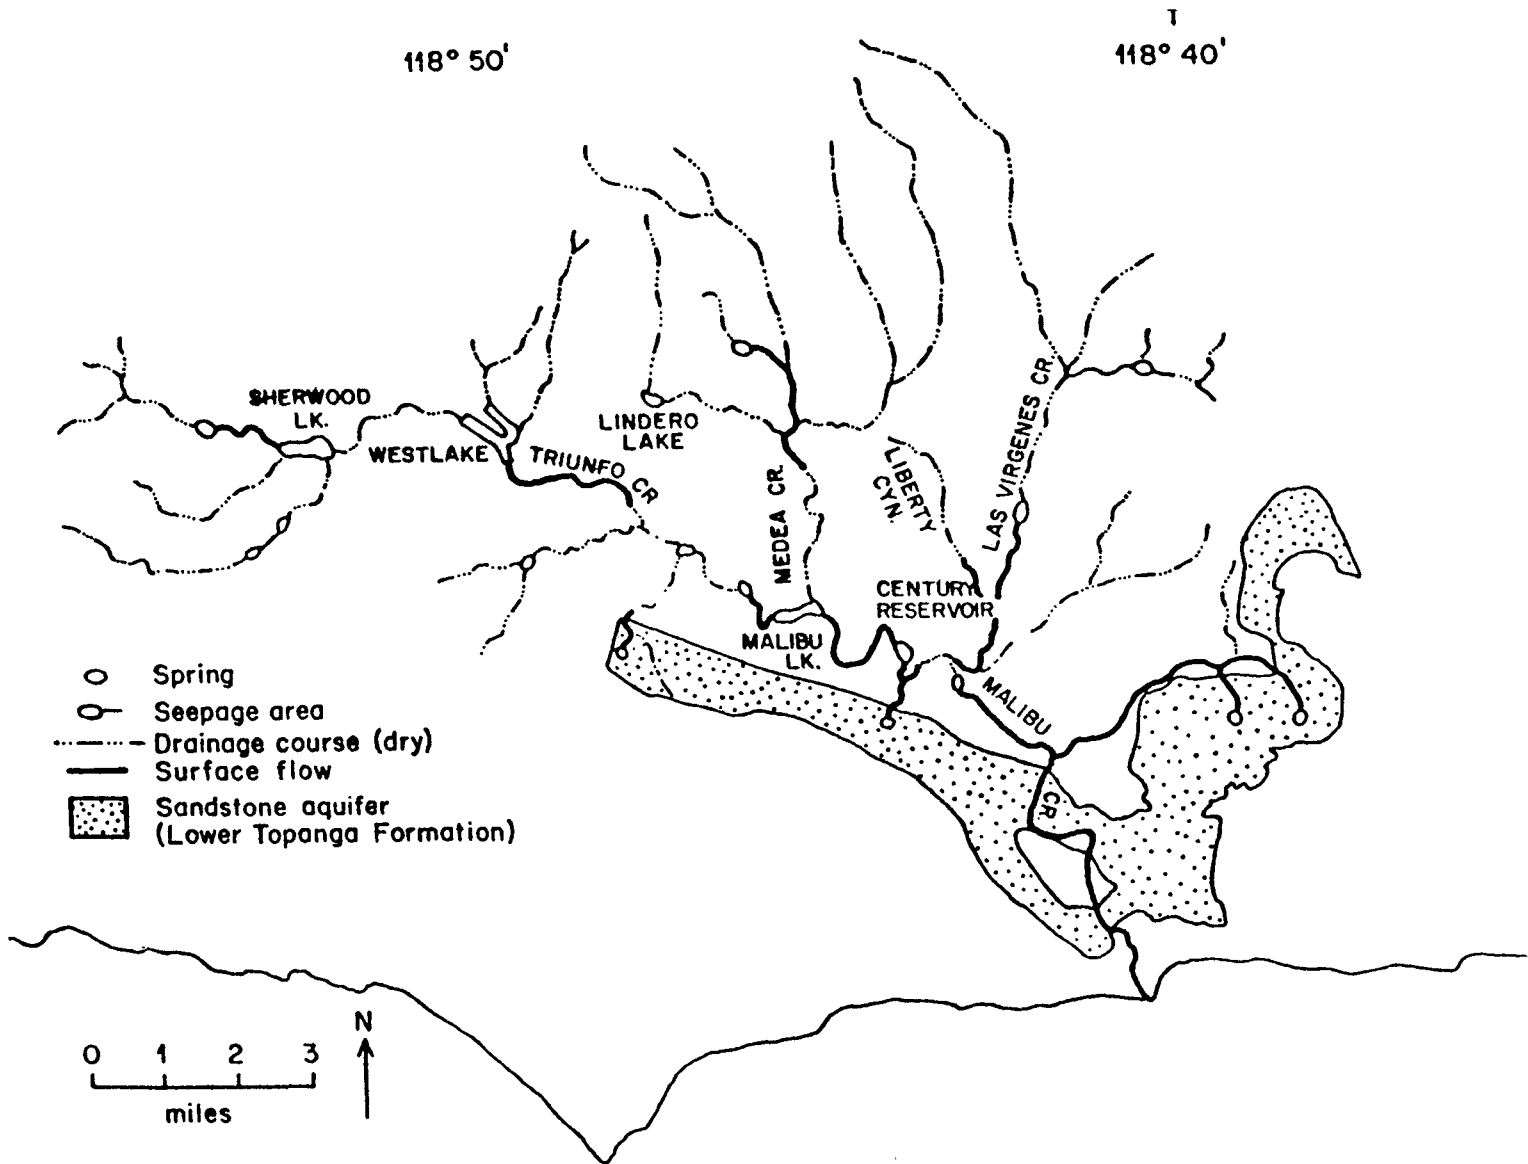 118° 50'
118° 40'
SHERWOOD
LK.
WESTLAKE
TRIUNFO CR
LINDERO
LAKE
MEDEA CR.
LIBERTY
CYN.
LAS VIRGENES CR.
CENTURY
RESERVOIR
MALIBU
LK.
MALIBU
CR.
Spring
Seepage area
Drainage course (dry)
Surface flow
Sandstone aquifer
(Lower Topanga Formation)
N
0 1 2 3
miles